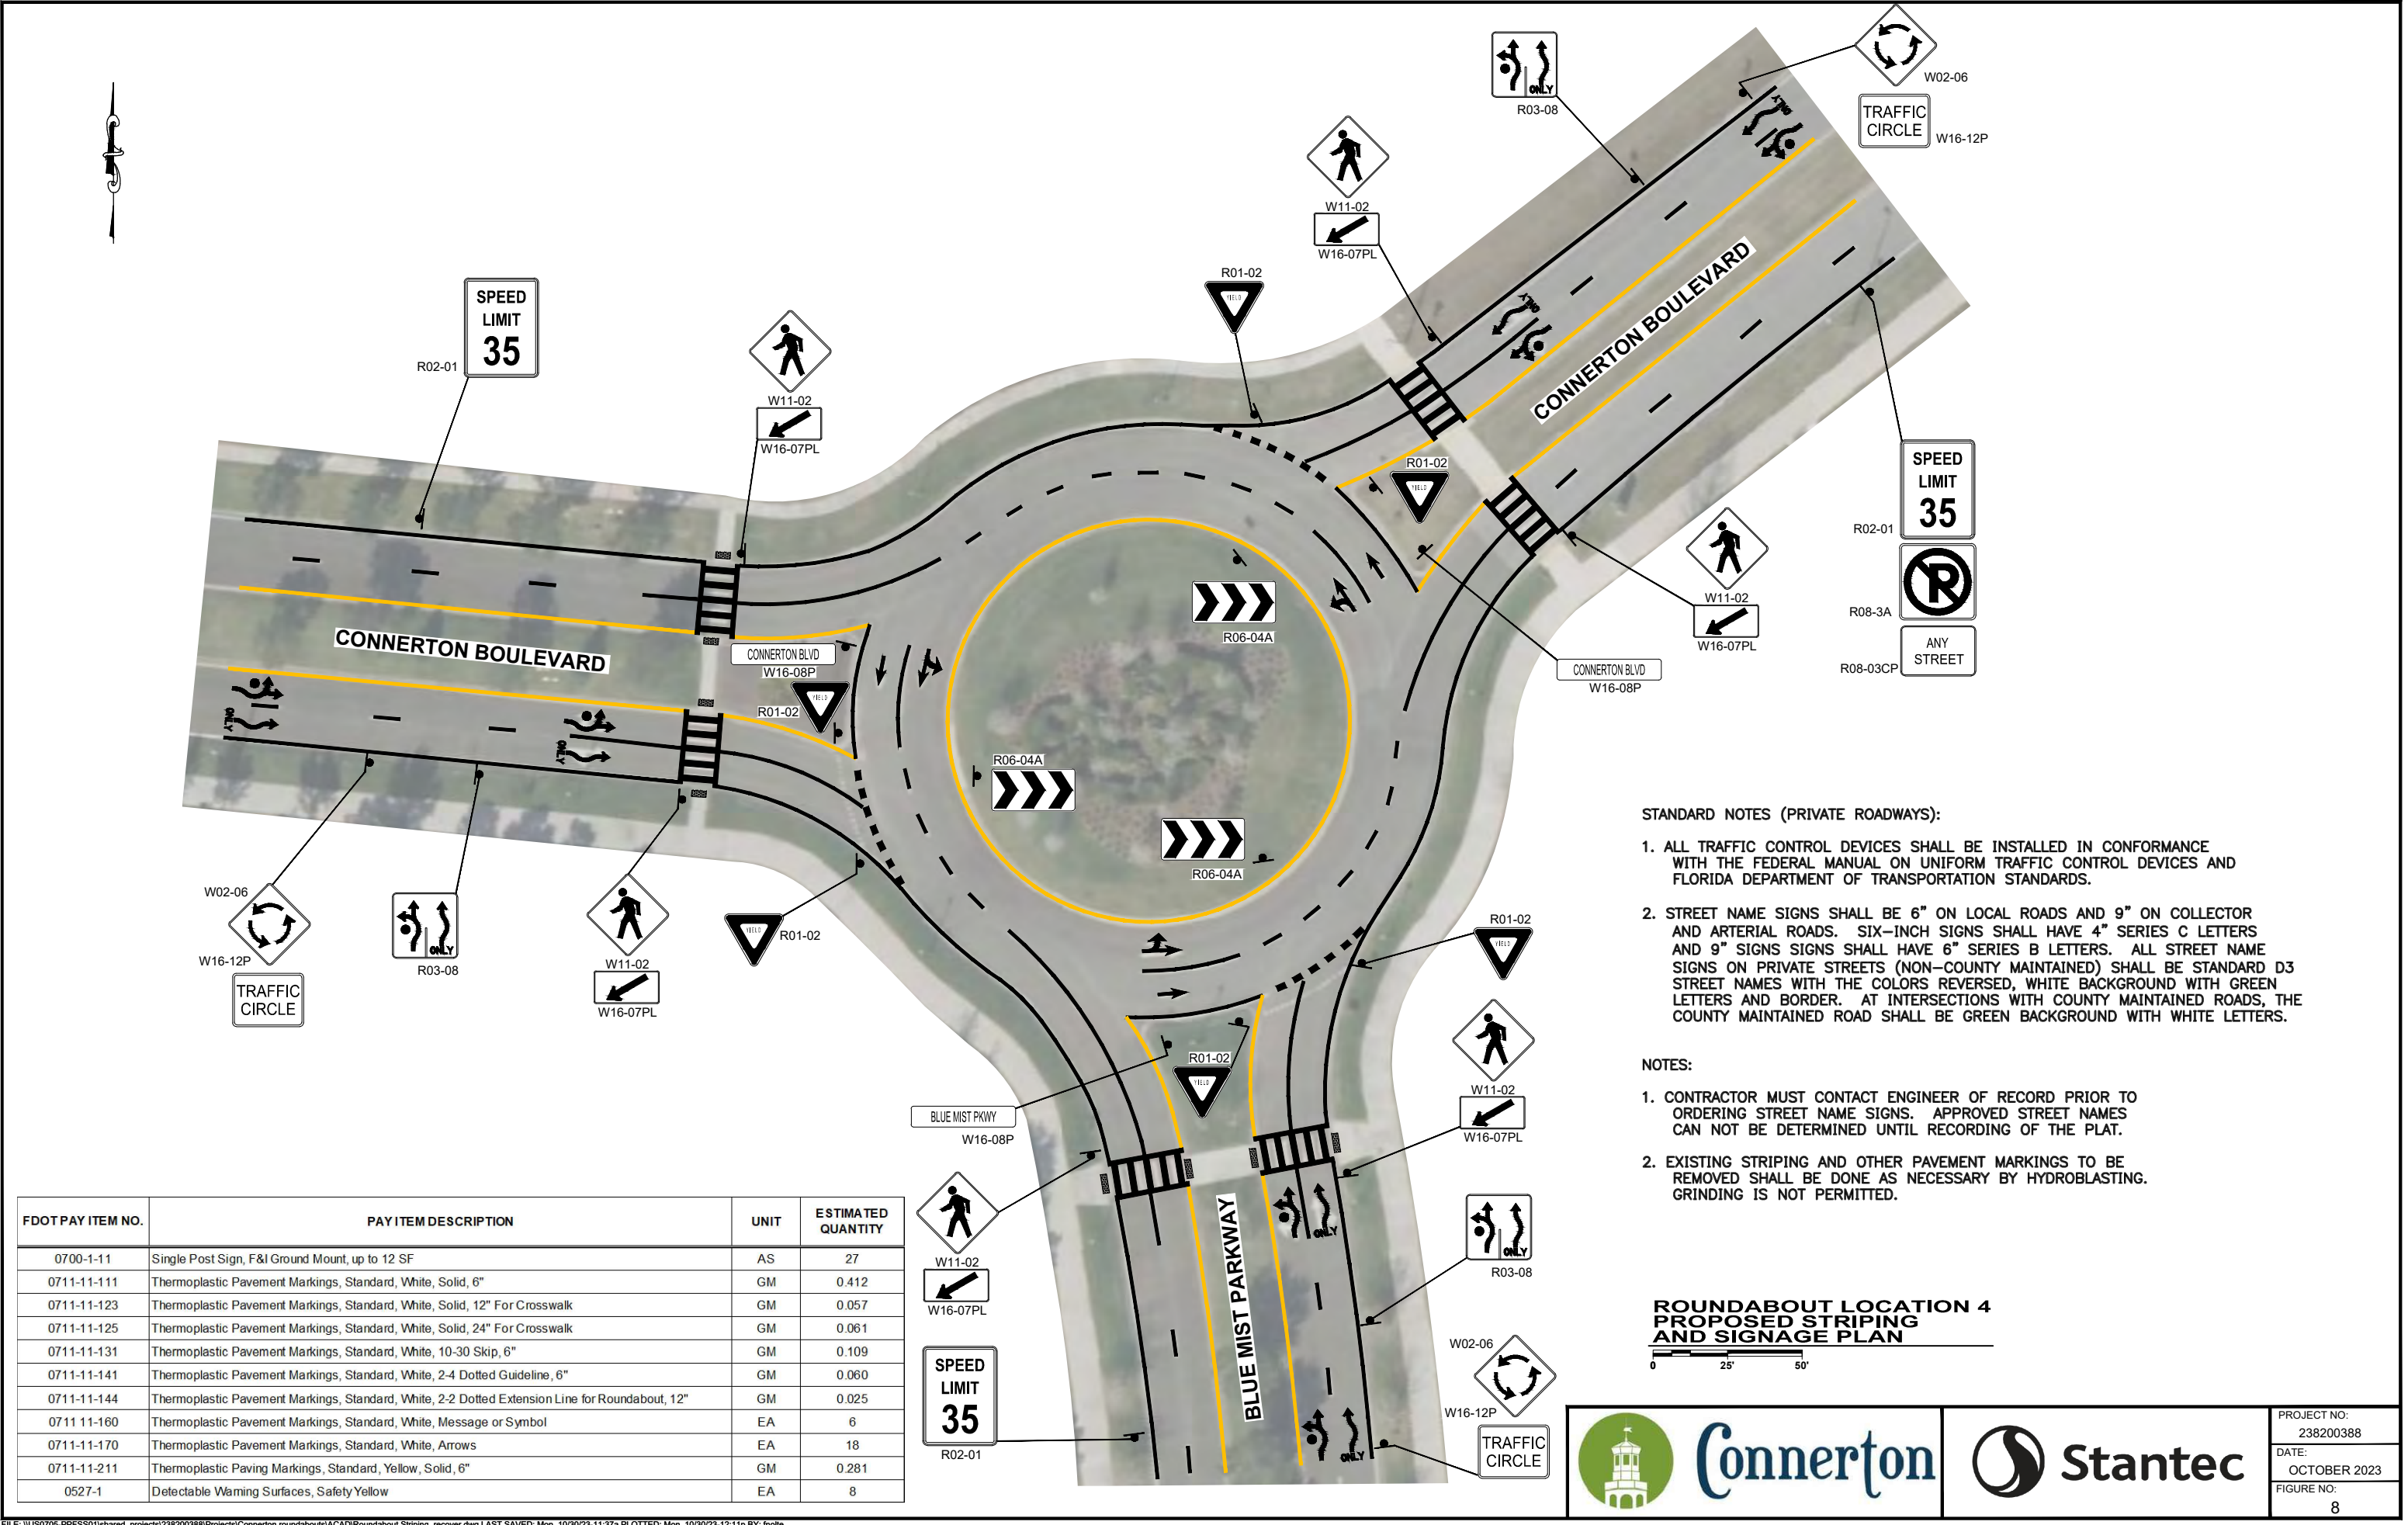 R03-08
W02-06
TRAFFIC
CIRCLE
W16-12P
ONLY
ONLY
W11-02
W16-07PL
R01-02
YIELD
ONLY
CONNERTON BOULEVARD
SPEED
LIMIT
35
R02-01
W11-02
W16-07PL
R01-02
YIELD
SPEED
LIMIT
35
R02-01
R08-3A
ANY
STREET
R08-03CP
W11-02
W16-07PL
CONNERTON BLVD
W16-08P
R06-04A
CONNERTON BOULEVARD
CONNERTON BLVD
W16-08P
R01-02
YIELD
ONLY
ONLY
R06-04A
R06-04A
W02-06
W16-12P
TRAFFIC
CIRCLE
ONLY
R03-08
W11-02
W16-07PL
YIELD
R01-02
R01-02
YIELD
R01-02
YIELD
BLUE MIST PKWY
W16-08P
W11-02
W16-07PL
W11-02
W16-07PL
ONLY
ONLY
R03-08
BLUE MIST PARKWAY
SPEED
LIMIT
35
R02-01
ONLY
W02-06
W16-12P
TRAFFIC
CIRCLE
STANDARD NOTES (PRIVATE ROADWAYS):
1. ALL TRAFFIC CONTROL DEVICES SHALL BE INSTALLED IN CONFORMANCE
WITH THE FEDERAL MANUAL ON UNIFORM TRAFFIC CONTROL DEVICES AND
FLORIDA DEPARTMENT OF TRANSPORTATION STANDARDS.
2. STREET NAME SIGNS SHALL BE 6” ON LOCAL ROADS AND 9” ON COLLECTOR
AND ARTERIAL ROADS. SIX-INCH SIGNS SHALL HAVE 4” SERIES C LETTERS
AND 9” SIGNS SIGNS SHALL HAVE 6” SERIES B LETTERS. ALL STREET NAME
SIGNS ON PRIVATE STREETS (NON-COUNTY MAINTAINED) SHALL BE STANDARD D3
STREET NAMES WITH THE COLORS REVERSED, WHITE BACKGROUND WITH GREEN
LETTERS AND BORDER. AT INTERSECTIONS WITH COUNTY MAINTAINED ROADS, THE
COUNTY MAINTAINED ROAD SHALL BE GREEN BACKGROUND WITH WHITE LETTERS.
NOTES:
1. CONTRACTOR MUST CONTACT ENGINEER OF RECORD PRIOR TO
ORDERING STREET NAME SIGNS. APPROVED STREET NAMES
CAN NOT BE DETERMINED UNTIL RECORDING OF THE PLAT.
2. EXISTING STRIPING AND OTHER PAVEMENT MARKINGS TO BE
REMOVED SHALL BE DONE AS NECESSARY BY HYDROBLASTING.
GRINDING IS NOT PERMITTED.
FDOT PAY ITEM NO. PAY ITEM DESCRIPTION UNIT ESTIMATED QUANTITY
0700-1-11 Single Post Sign, F&I Ground Mount, up to 12 SF AS 27
0711-11-111 Thermoplastic Pavement Markings, Standard, White, Solid, 6" GM 0.412
0711-11-123 Thermoplastic Pavement Markings, Standard, White, Solid, 12" For Crosswalk GM 0.057
0711-11-125 Thermoplastic Pavement Markings, Standard, White, Solid, 24" For Crosswalk GM 0.061
0711-11-131 Thermoplastic Pavement Markings, Standard, White, 10-30 Skip, 6" GM 0.109
0711-11-141 Thermoplastic Pavement Markings, Standard, White, 2-4 Dotted Guideline, 6" GM 0.060
0711-11-144 Thermoplastic Pavement Markings, Standard, White, 2-2 Dotted Extension Line for Roundabout, 12" GM 0.025
0711 11-160 Thermoplastic Pavement Markings, Standard, White, Message or Symbol EA 6
0711-11-170 Thermoplastic Pavement Markings, Standard, White, Arrows EA 18
0711-11-211 Thermoplastic Paving Markings, Standard, Yellow, Solid, 6" GM 0.281
0527-1 Detectable Warning Surfaces, Safety Yellow EA 8
ROUNDABOUT LOCATION 4
PROPOSED STRIPING
AND SIGNAGE PLAN
0 25' 50'
Connerton
Stantec
PROJECT NO:
238200388
DATE:
OCTOBER 2023
FIGURE NO:
8